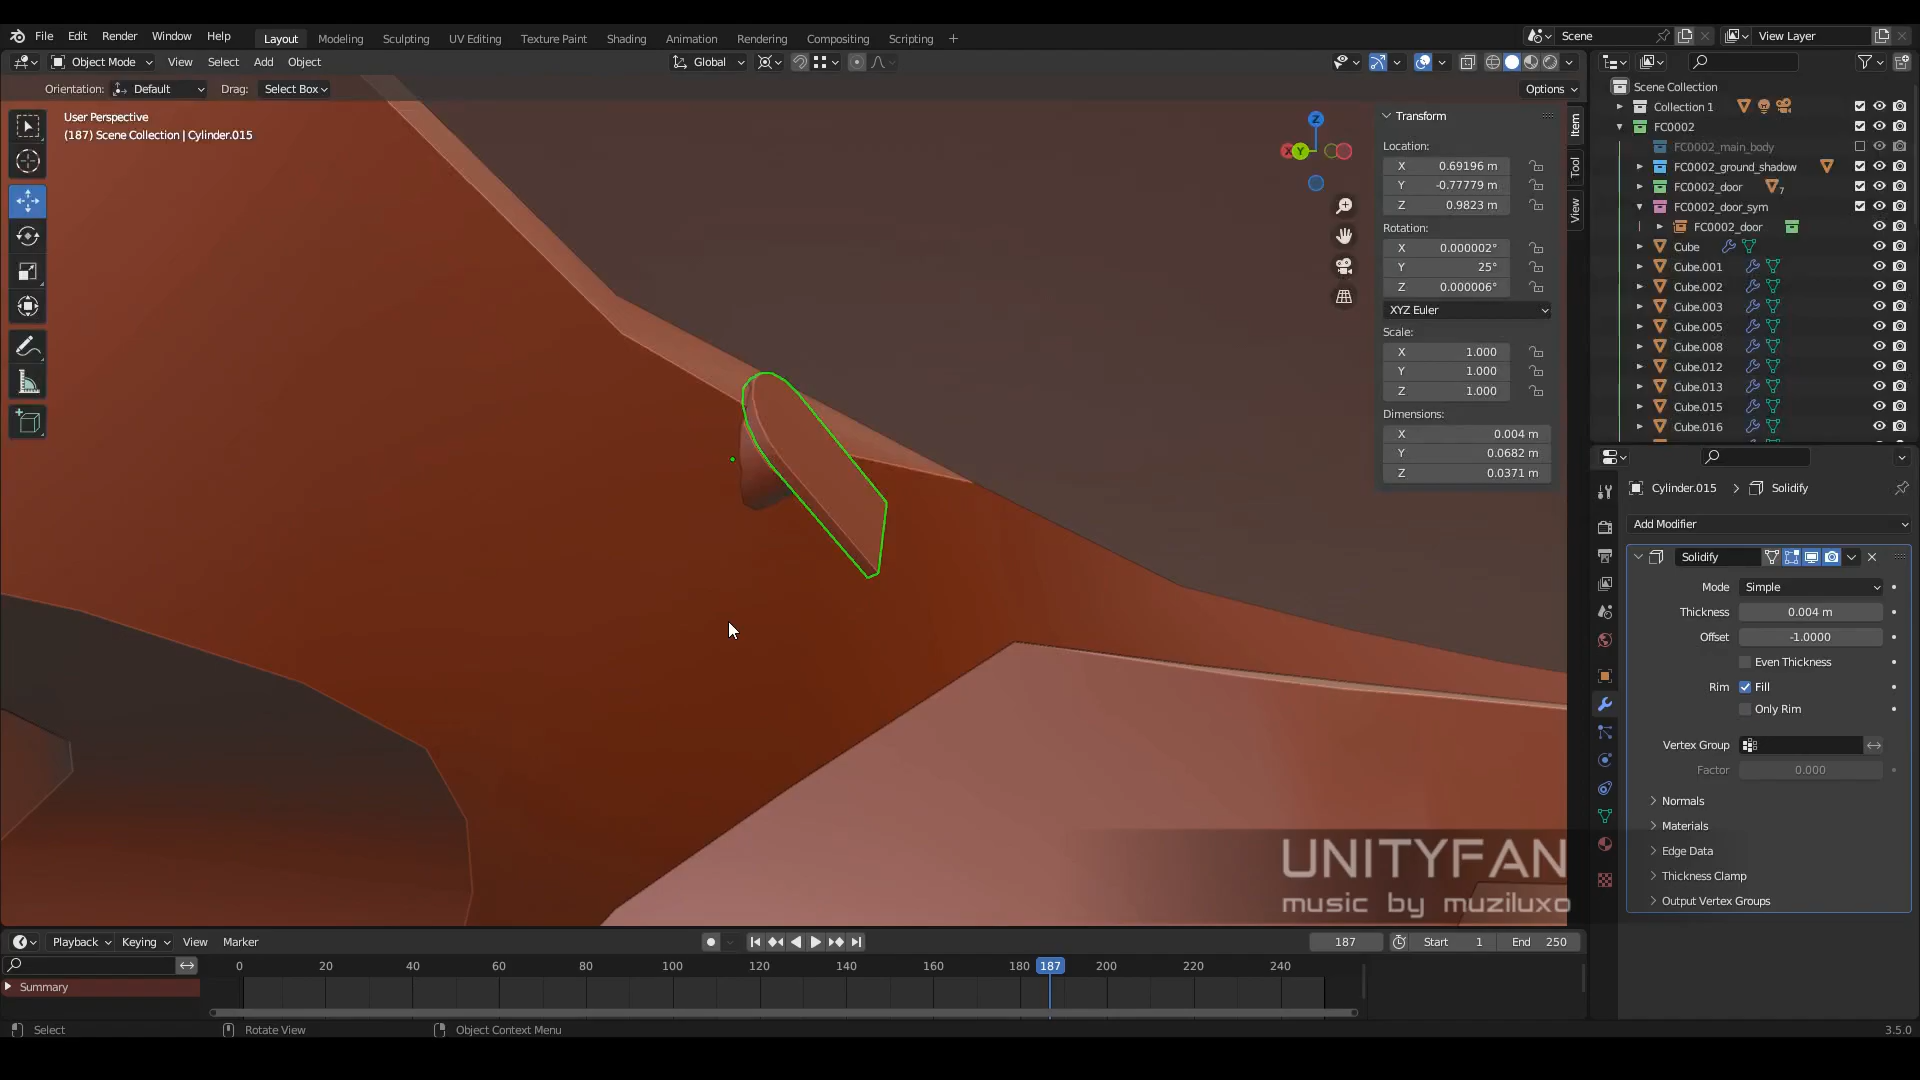 File Edit Render Window Help Layout Modeling Sculpting UV Editing Texture Paint Shading Animation Rendering Compositing Scripting Scene View Layer
Object Mode View Select Add Object Global
Orientation: Default Drag: Select Box Options
User Perspective
(187) Scene Collection | Cylinder.015
Transform
Location:
X 0.69196 m
Y -0.77779 m
Z 0.9823 m
Rotation:
X 0.000002°
Y 25°
Z 0.000006°
XYZ Euler
Scale:
X 1.000
Y 1.000
Z 1.000
Dimensions:
X 0.004 m
Y 0.0682 m
Z 0.0371 m
Item
Tool
View
Z
X Y
Scene Collection
Collection 1
FC0002
FC0002_main_body
FC0002_ground_shadow
FC0002_door 7
FC0002_door_sym
FC0002_door
Cube
Cube.001
Cube.002
Cube.003
Cube.005
Cube.008
Cube.012
Cube.013
Cube.015
Cube.016
Cylinder.015 > Solidify
Add Modifier
Solidify
Mode Simple
Thickness 0.004 m
Offset -1.0000
Even Thickness
Rim Fill
Only Rim
Vertex Group
Factor 0.000
Normals
Materials
Edge Data
Thickness Clamp
Output Vertex Groups
UNITYFAN
music by muziluxo
Playback Keying View Marker 187 Start 1 End 250
0 20 40 60 80 100 120 140 160 180 187 200 220 240
Summary
Select Rotate View Object Context Menu 3.5.0